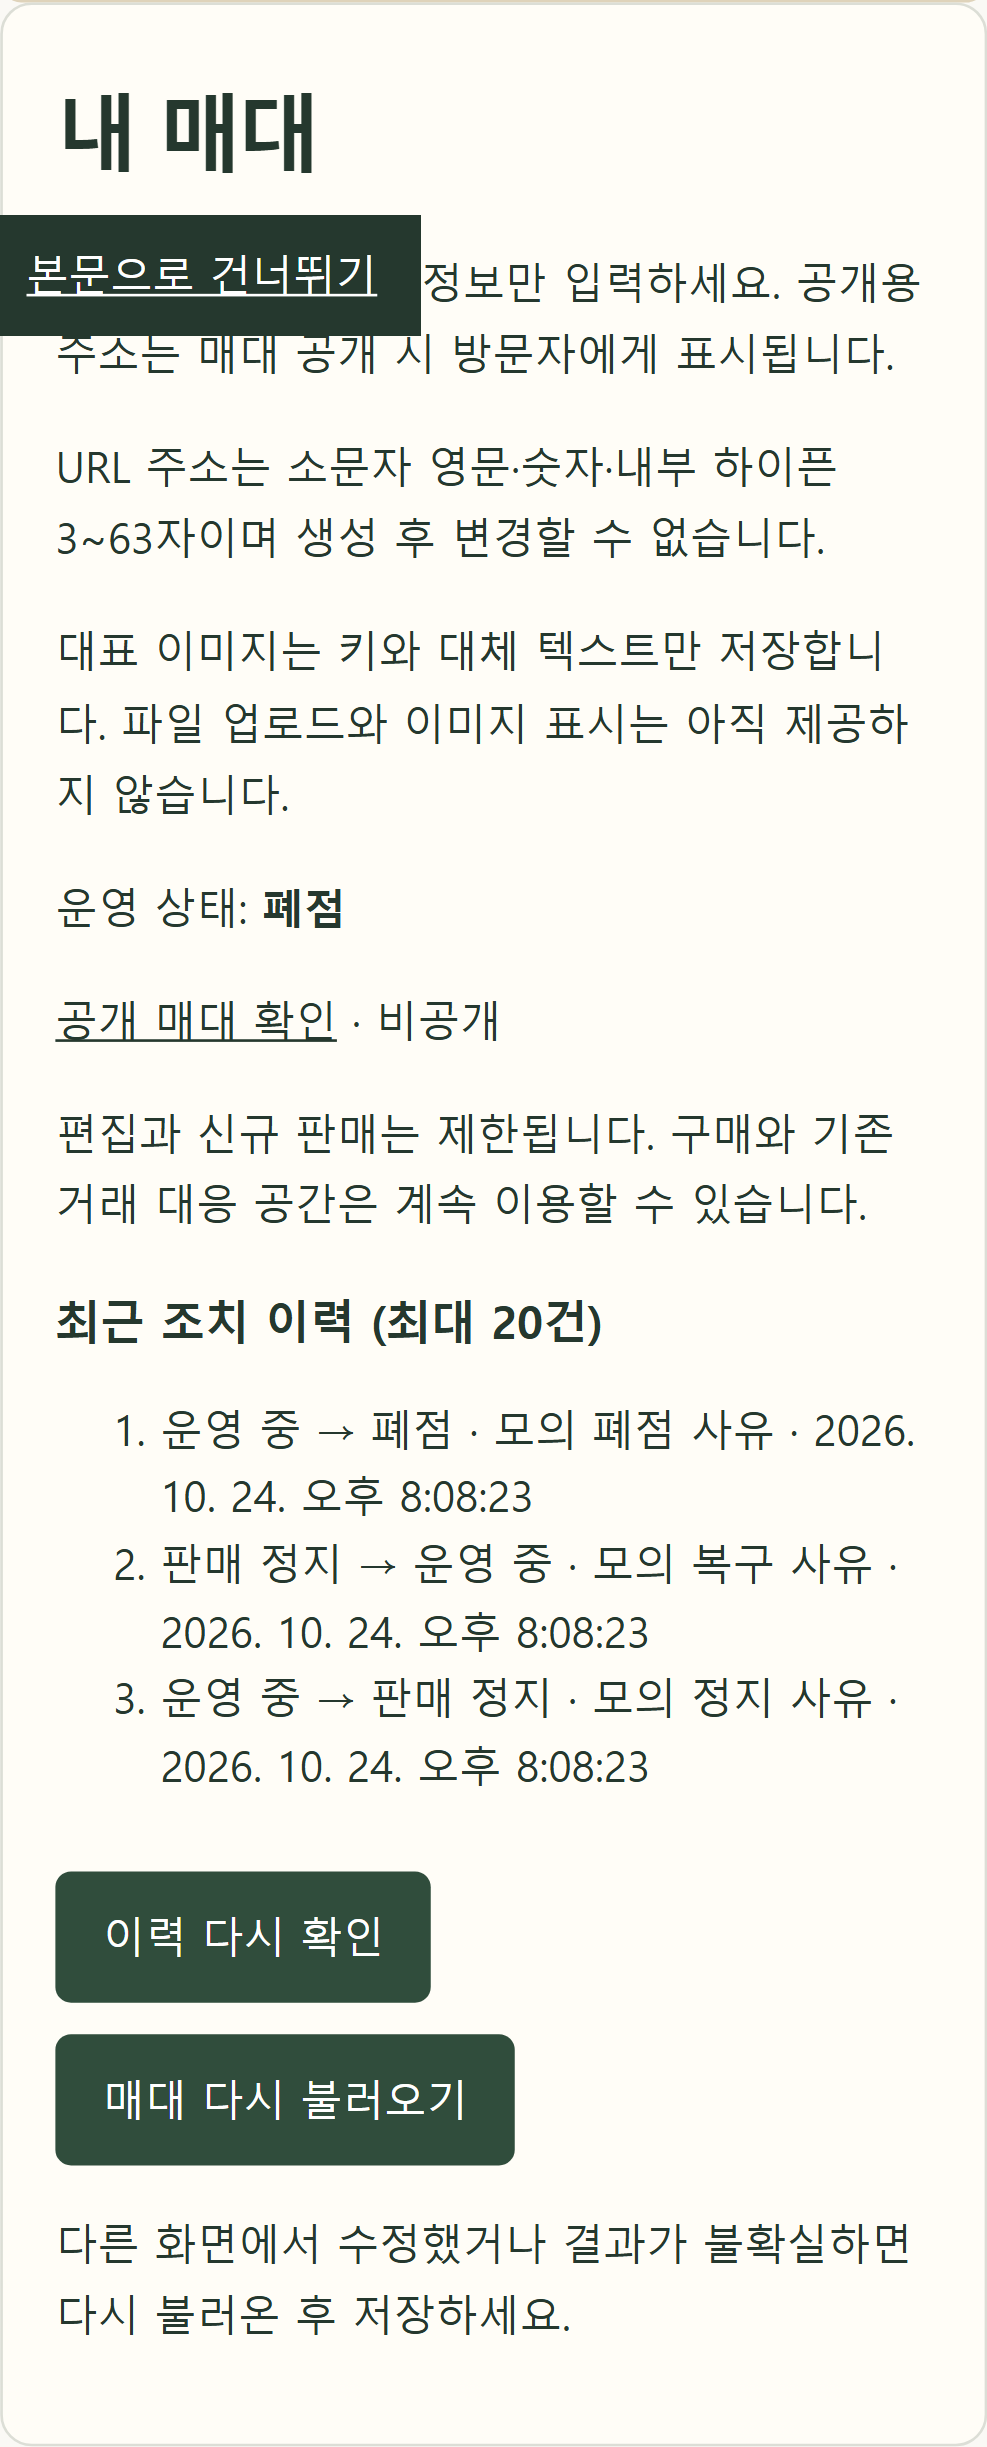 내 매대
본문으로 건너뛰기
정보만 입력하세요. 공개용
주소는 매대 공개 시 방문자에게 표시됩니다.
URL 주소는 소문자 영문·숫자·내부 하이픈
3~63자이며 생성 후 변경할 수 없습니다.
대표 이미지는 키와 대체 텍스트만 저장합니
다. 파일 업로드와 이미지 표시는 아직 제공하
지 않습니다.
운영 상태: 폐점
공개 매대 확인 · 비공개
편집과 신규 판매는 제한됩니다. 구매와 기존
거래 대응 공간은 계속 이용할 수 있습니다.
최근 조치 이력 (최대 20건)
1. 운영 중 → 폐점 · 모의 폐점 사유 · 2026.
10. 24. 오후 8:08:23
2. 판매 정지 → 운영 중 · 모의 복구 사유 ·
2026. 10. 24. 오후 8:08:23
3. 운영 중 → 판매 정지 · 모의 정지 사유 ·
2026. 10. 24. 오후 8:08:23
이력 다시 확인
매대 다시 불러오기
다른 화면에서 수정했거나 결과가 불확실하면
다시 불러온 후 저장하세요.